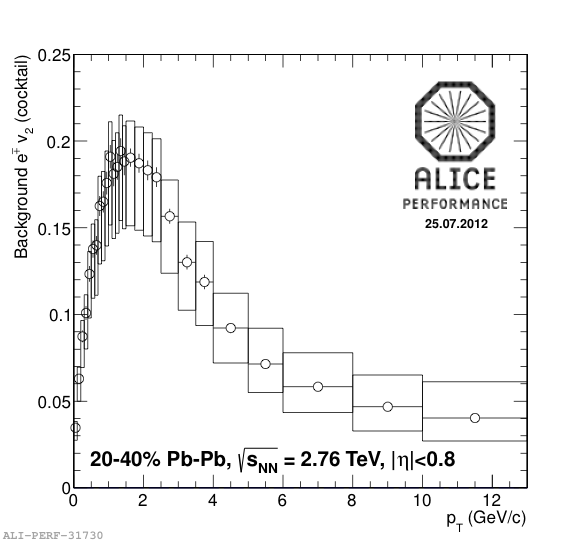 Background e∓ v2 (cocktail)
0.25
0.2
0.15
0.1
0.05
0
ALICE
PERFORMANCE
25.07.2012
20-40% Pb-Pb, √sNN = 2.76 TeV, |η|<0.8
0 2 4 6 8 10 12
pT (GeV/c)
ALI-PERF-31730